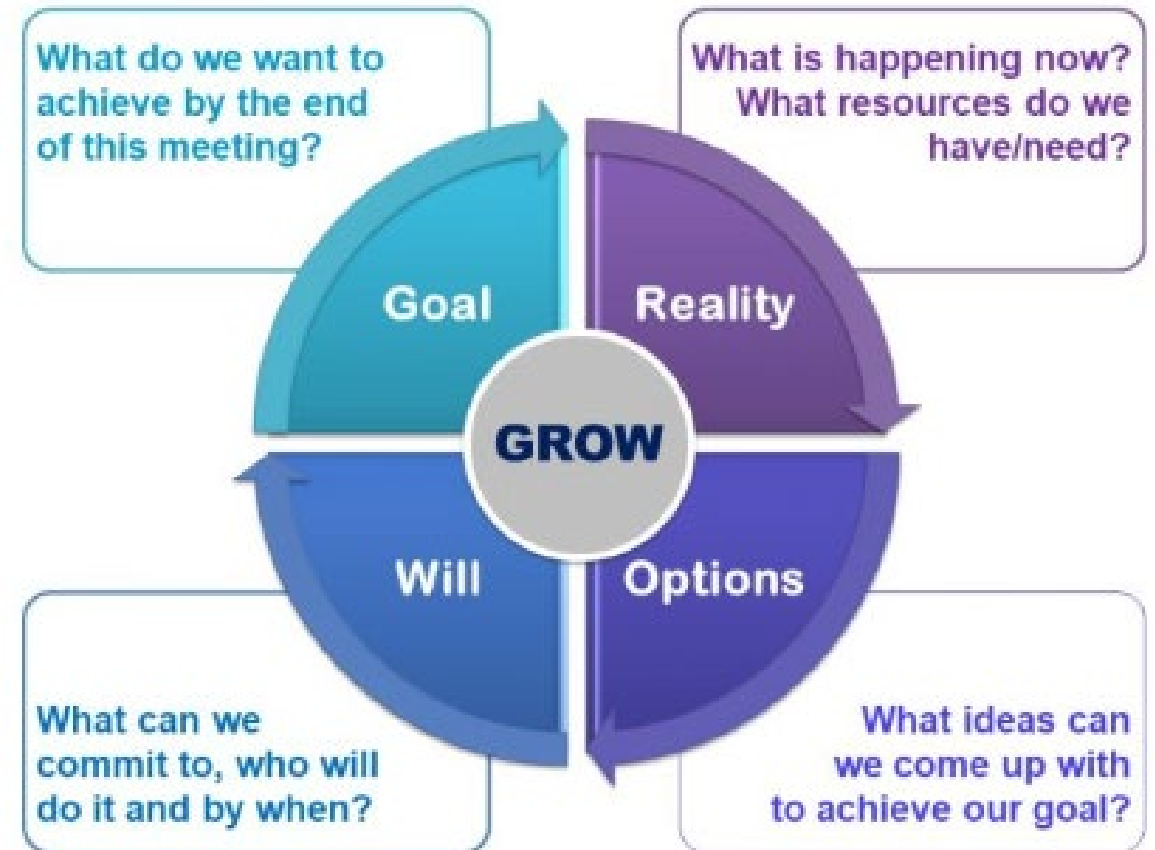 What do we want to
achieve by the end
of this meeting?
What is happening now?
What resources do we
have/need?
Goal
Reality
GROW
Will
Options
What can we
commit to, who will
do it and by when?
What ideas can
we come up with
to achieve our goal?